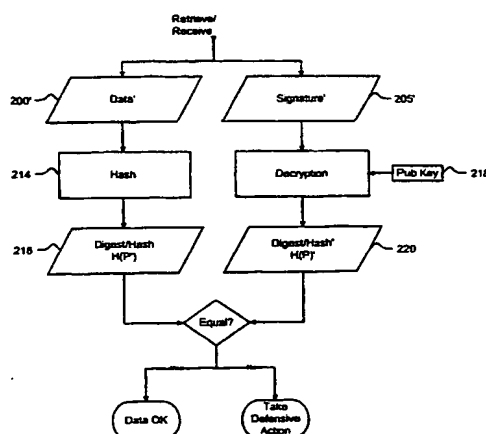 Retrieve/
Receive
200'
Data'
Signature'
205'
214
Hash
Decryption
Pub Key
218
216
Digest/Hash
H(P')
Digest/Hash'
H(P)'
220
Equal?
Data OK
Take
Defensive
Action